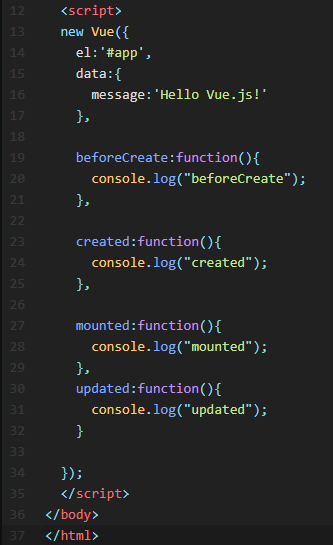 12 <script>
13 new Vue({
14 el:'#app',
15 data:{
16 message:'Hello Vue.js!'
17 },
18
19 beforeCreate:function(){
20 console.log("beforeCreate");
21 },
22
23 created:function(){
24 console.log("created");
25 },
26
27 mounted:function(){
28 console.log("mounted");
29 },
30 updated:function(){
31 console.log("updated");
32 }
33
34 });
35 </script>
36 </body>
37 </html>